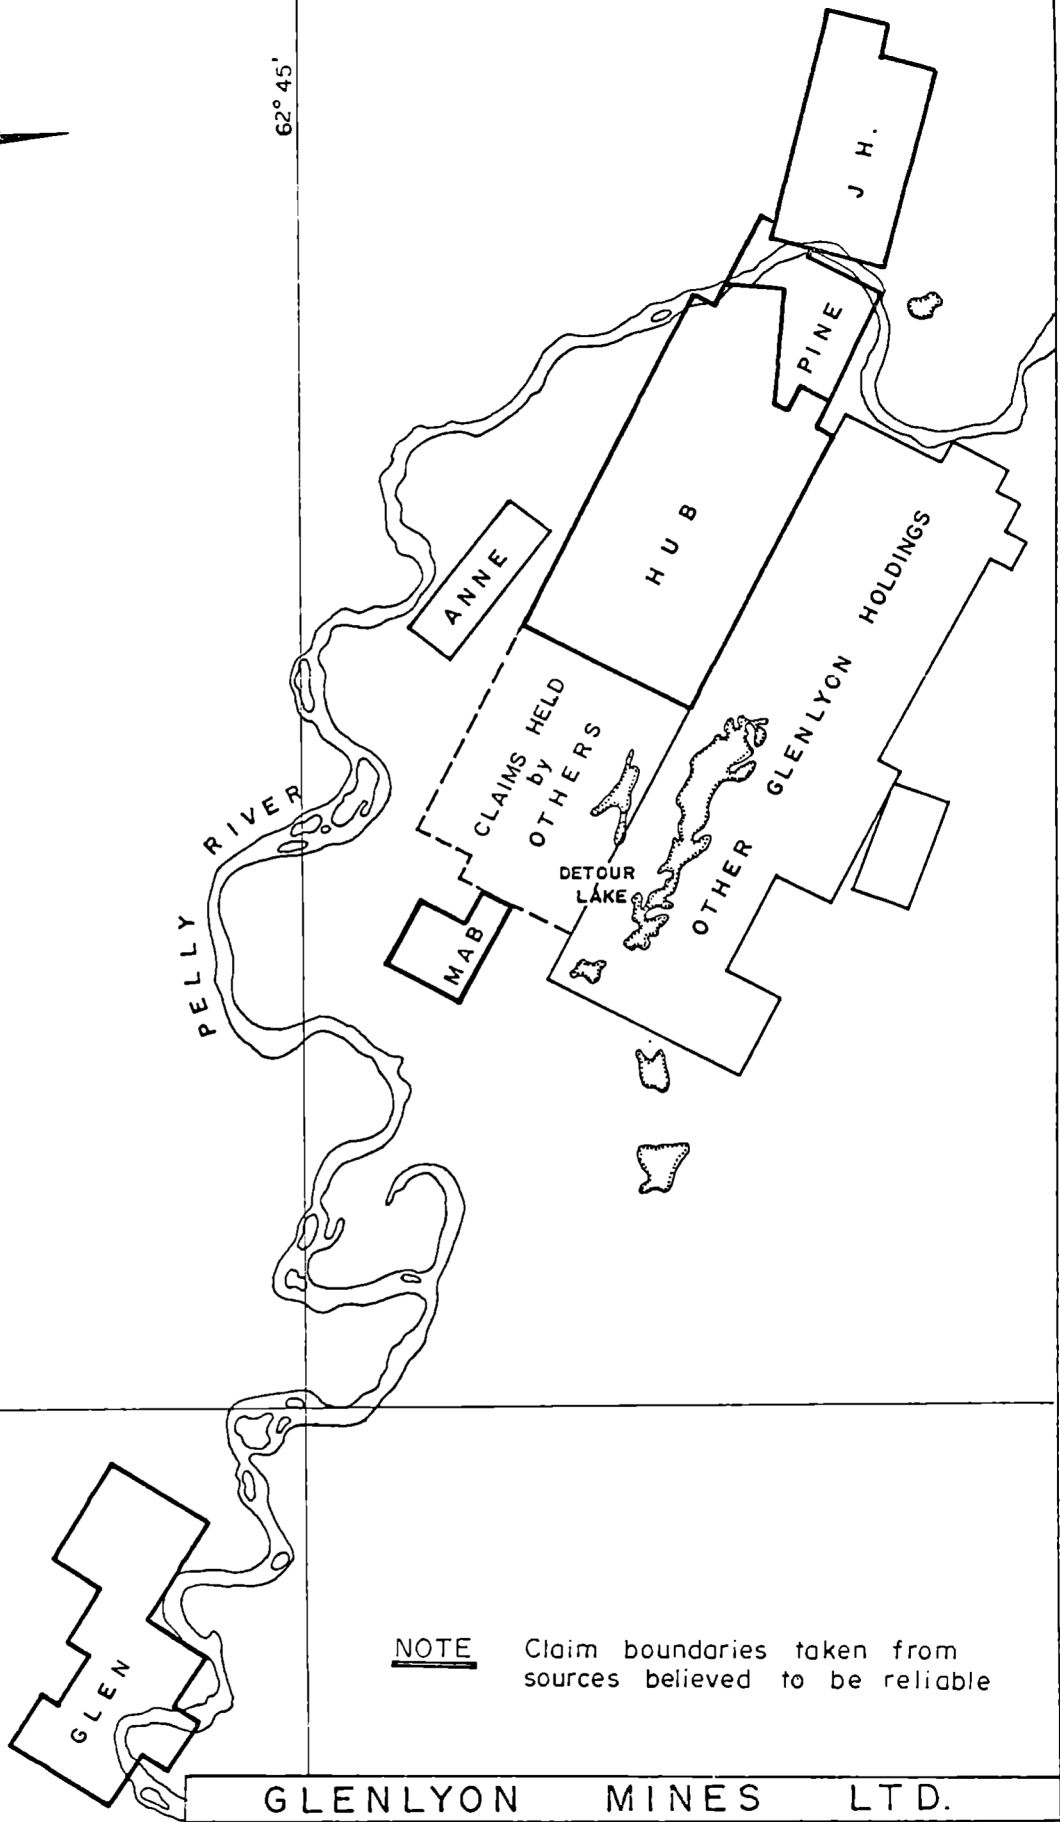 62° 45'
J H.
PINE
HUB
ANNE
OTHER GLENLYON HOLDINGS
CLAIMS HELD
by
OTHERS
PELLY RIVER
DETOUR
LAKE
MAB
GLEN
NOTE Claim boundaries taken from
sources believed to be reliable
GLENLYON MINES LTD.